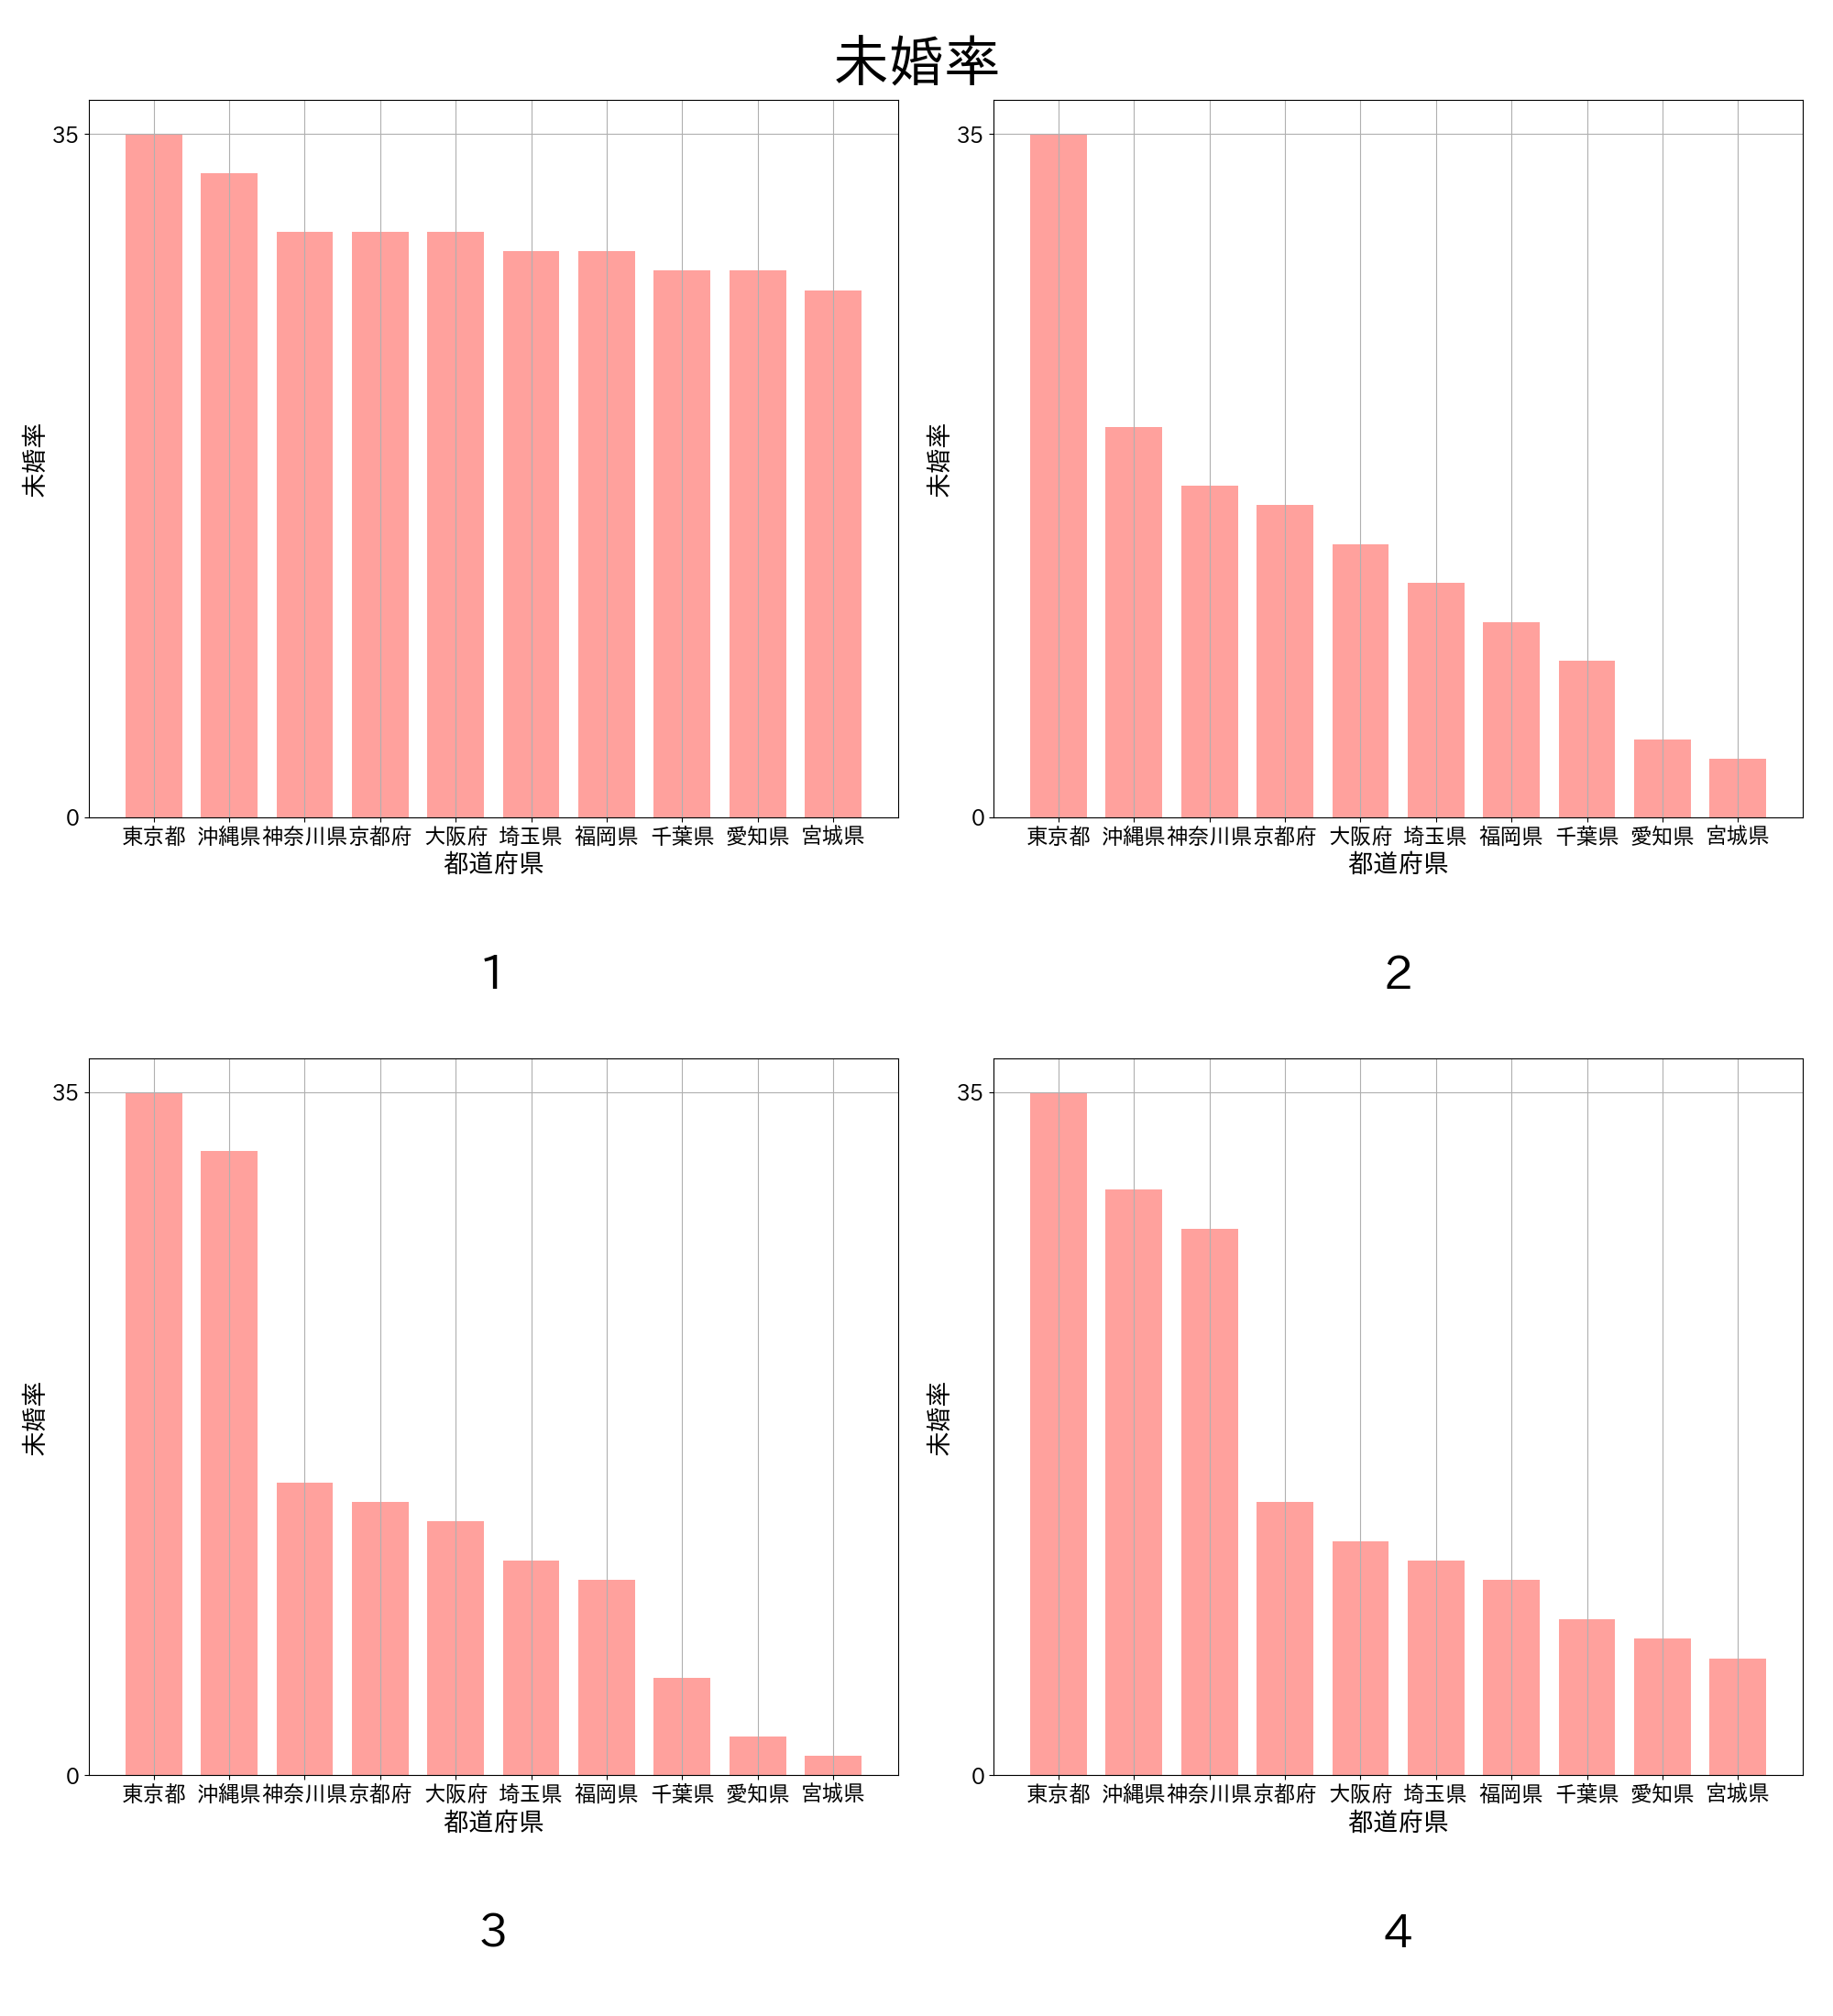 未婚率
35
0
未婚率
東京都 沖縄県 神奈川県 京都府 大阪府 埼玉県 福岡県 千葉県 愛知県 宮城県
都道府県
1
35
0
未婚率
東京都 沖縄県 神奈川県 京都府 大阪府 埼玉県 福岡県 千葉県 愛知県 宮城県
都道府県
2
35
0
未婚率
東京都 沖縄県 神奈川県 京都府 大阪府 埼玉県 福岡県 千葉県 愛知県 宮城県
都道府県
3
35
0
未婚率
東京都 沖縄県 神奈川県 京都府 大阪府 埼玉県 福岡県 千葉県 愛知県 宮城県
都道府県
4